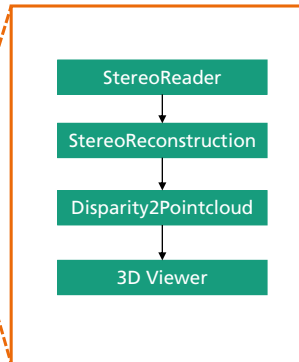 StereoReader
StereoReconstruction
Disparity2Pointcloud
3D Viewer